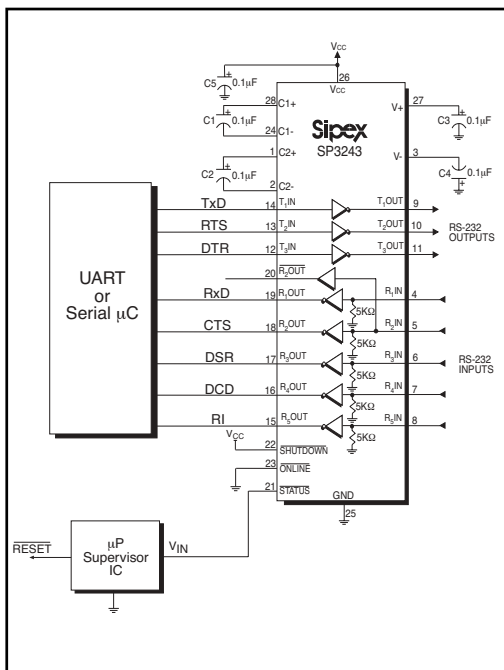 VCC
C5 + 0.1µF
26
VCC
28 C1+
C1 + 0.1µF
24 C1-
1 C2+
C2 + 0.1µF
2 C2-
Sipex
SP3243
V+ 27
C3 + 0.1µF
V- 3
C4 0.1µF +
UART
or
Serial µC
TxD 14 T1IN T1OUT 9
RTS 13 T2IN T2OUT 10
DTR 12 T3IN T3OUT 11
RS-232
OUTPUTS
20 R2OUT
RxD 19 R1OUT R1IN 4
5KΩ
CTS 18 R2OUT R2IN 5
5KΩ
DSR 17 R3OUT R3IN 6
5KΩ
DCD 16 R4OUT R4IN 7
5KΩ
RI 15 R5OUT R5IN 8
5KΩ
RS-232
INPUTS
VCC
22 SHUTDOWN
23 ONLINE
21 STATUS
GND
25
RESET
µP
Supervisor
IC
VIN